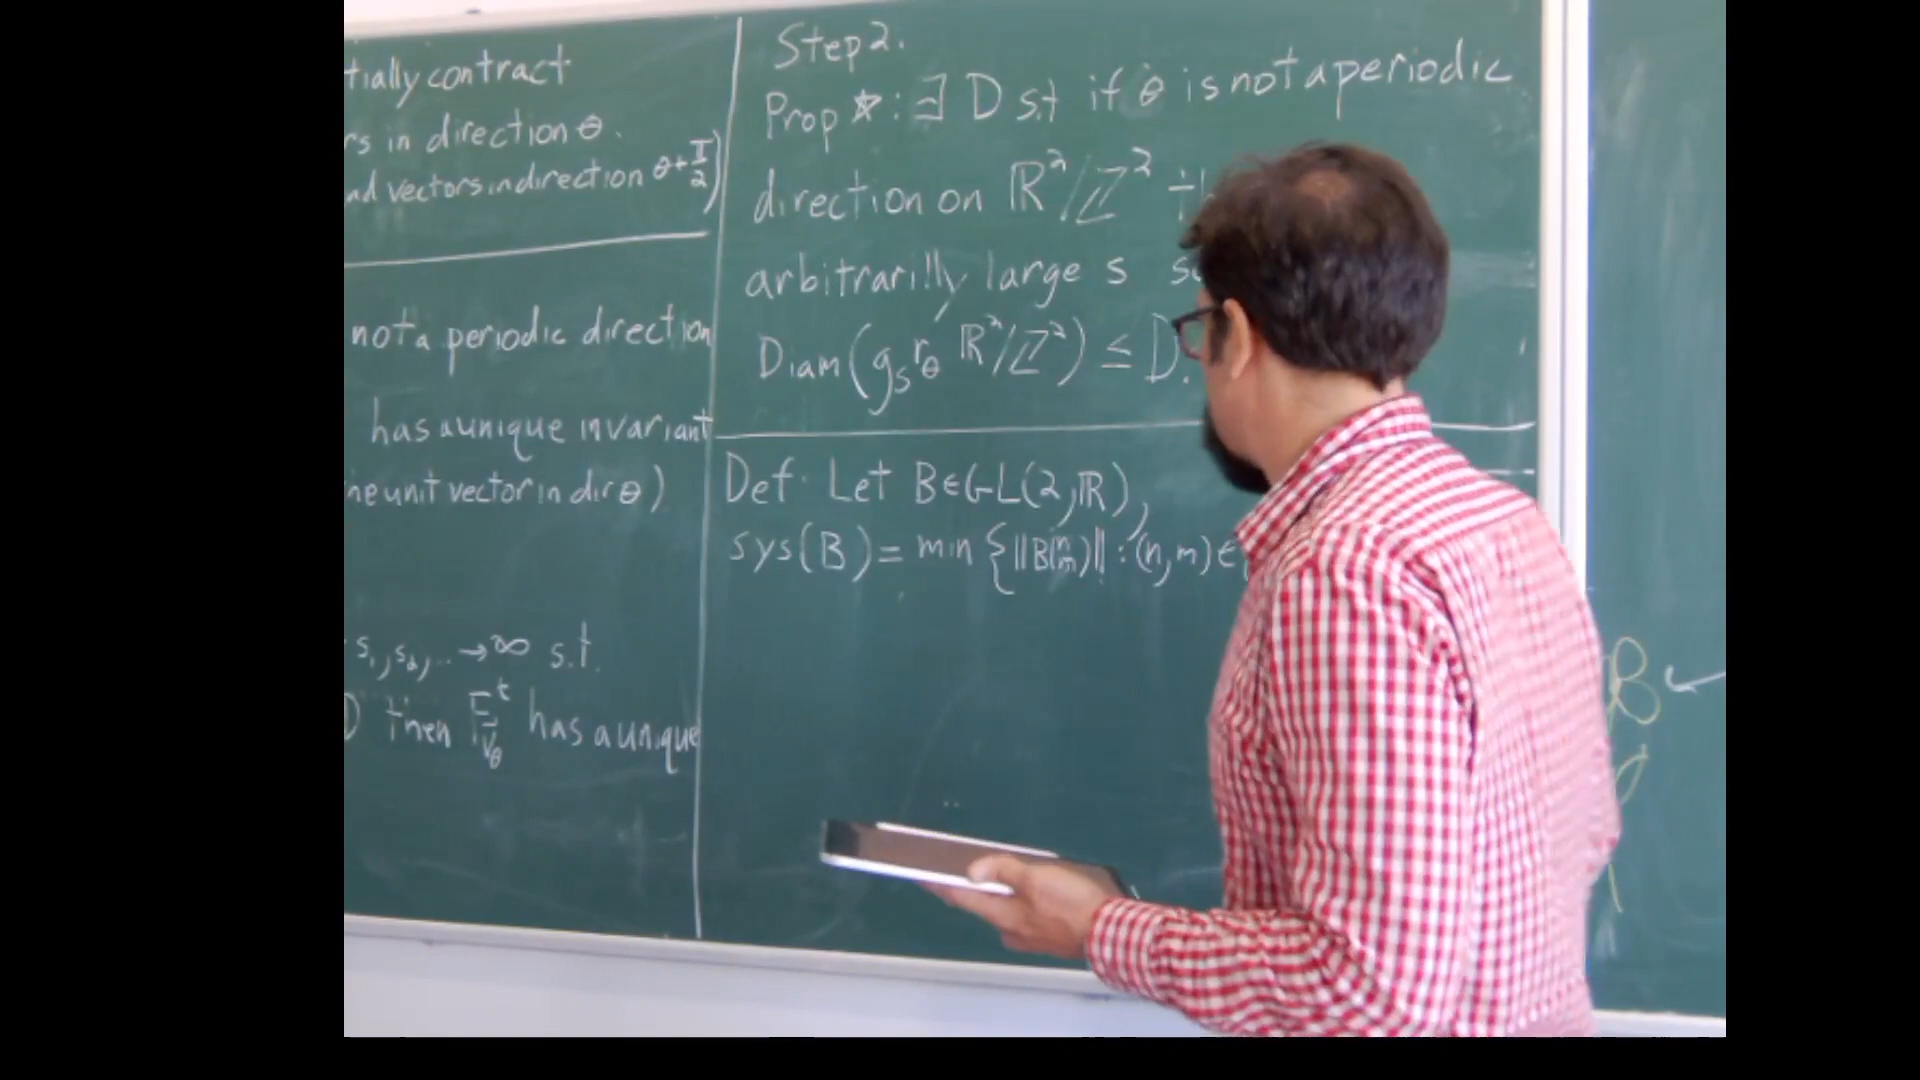 tially contract
rs in direction θ.
nd vectors in direction θ+π/2)
not a periodic direction
has a unique invariant
ne unit vector in dir θ)
s₁, s₂, ... → ∞ s.t.
D then F^t_{v_θ} has a unique
Step 2.
Prop ☆: ∃ D s.t if θ is not a periodic
direction on ℝ²/ℤ²
arbitrarilly large s
Diam(g_s r_θ ℝ²/ℤ²) ≤ D.
Def. Let B∈GL(2,ℝ),
sys(B) = min {||B(n m)|| : (n,m) ∈